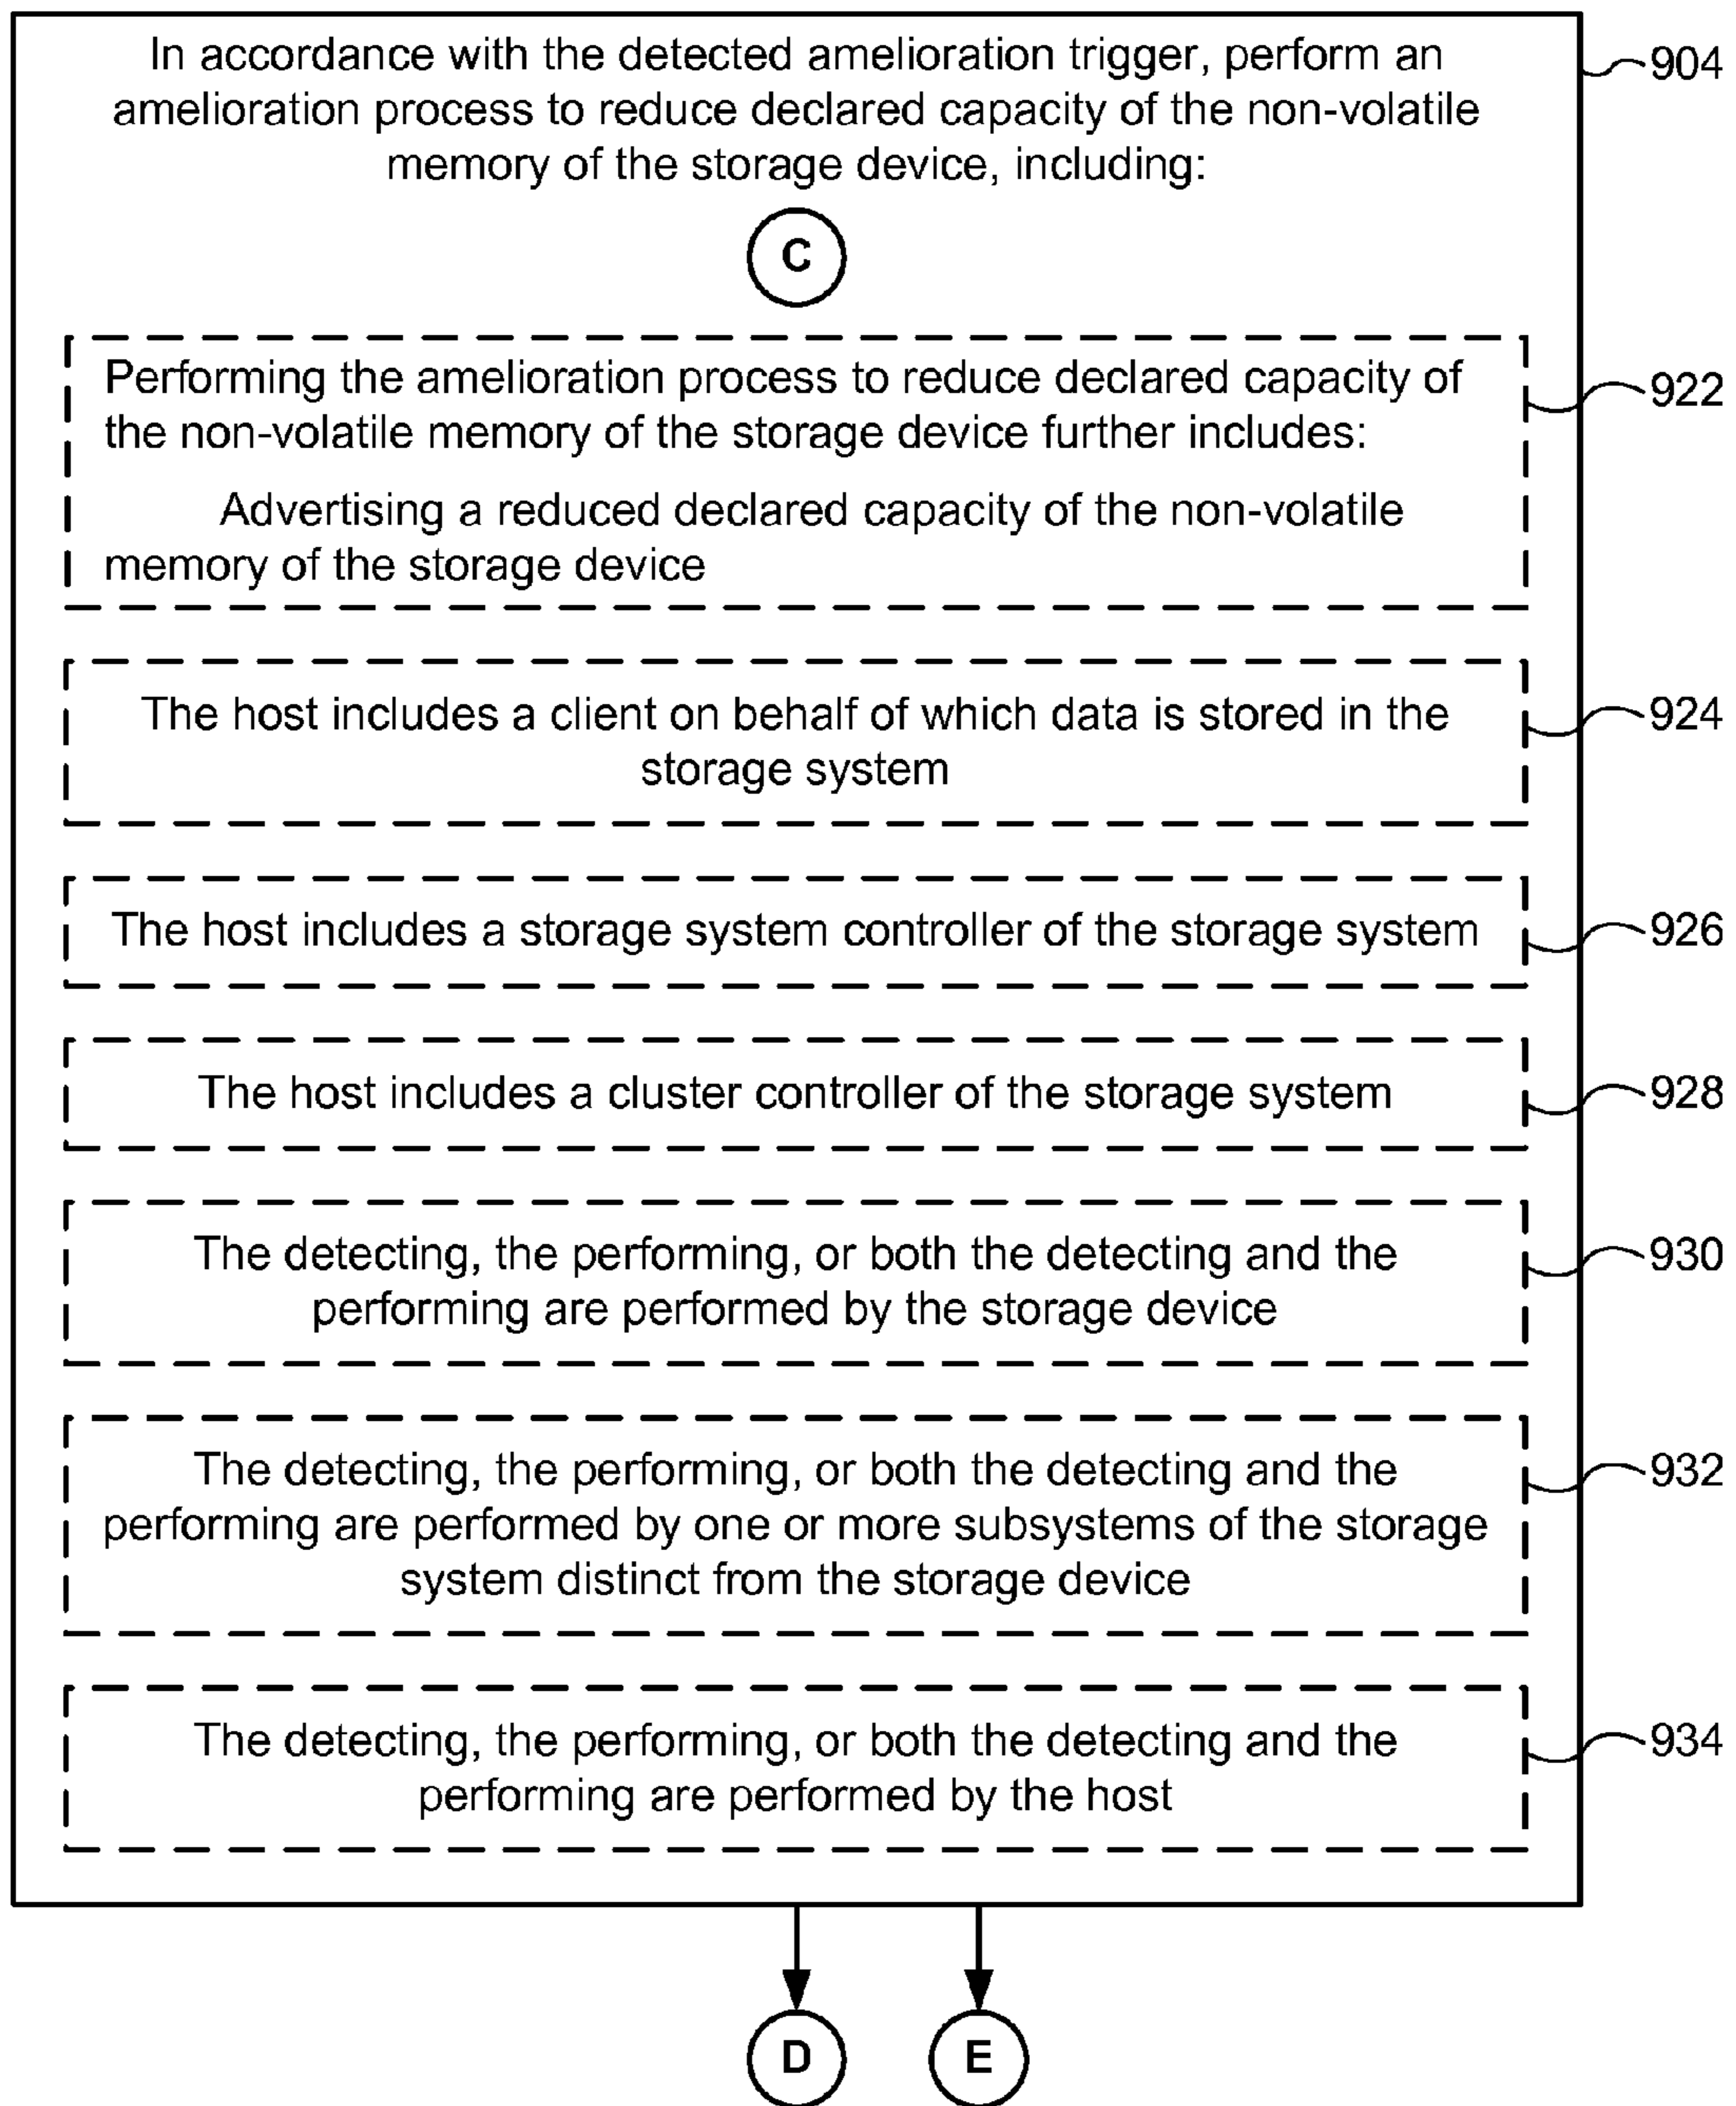 In accordance with the detected amelioration trigger, perform an
amelioration process to reduce declared capacity of the non-volatile
memory of the storage device, including:
904
C
Performing the amelioration process to reduce declared capacity of
the non-volatile memory of the storage device further includes:
Advertising a reduced declared capacity of the non-volatile
memory of the storage device
922
The host includes a client on behalf of which data is stored in the
storage system
924
The host includes a storage system controller of the storage system
926
The host includes a cluster controller of the storage system
928
The detecting, the performing, or both the detecting and the
performing are performed by the storage device
930
The detecting, the performing, or both the detecting and the
performing are performed by one or more subsystems of the storage
system distinct from the storage device
932
The detecting, the performing, or both the detecting and the
performing are performed by the host
934
D
E